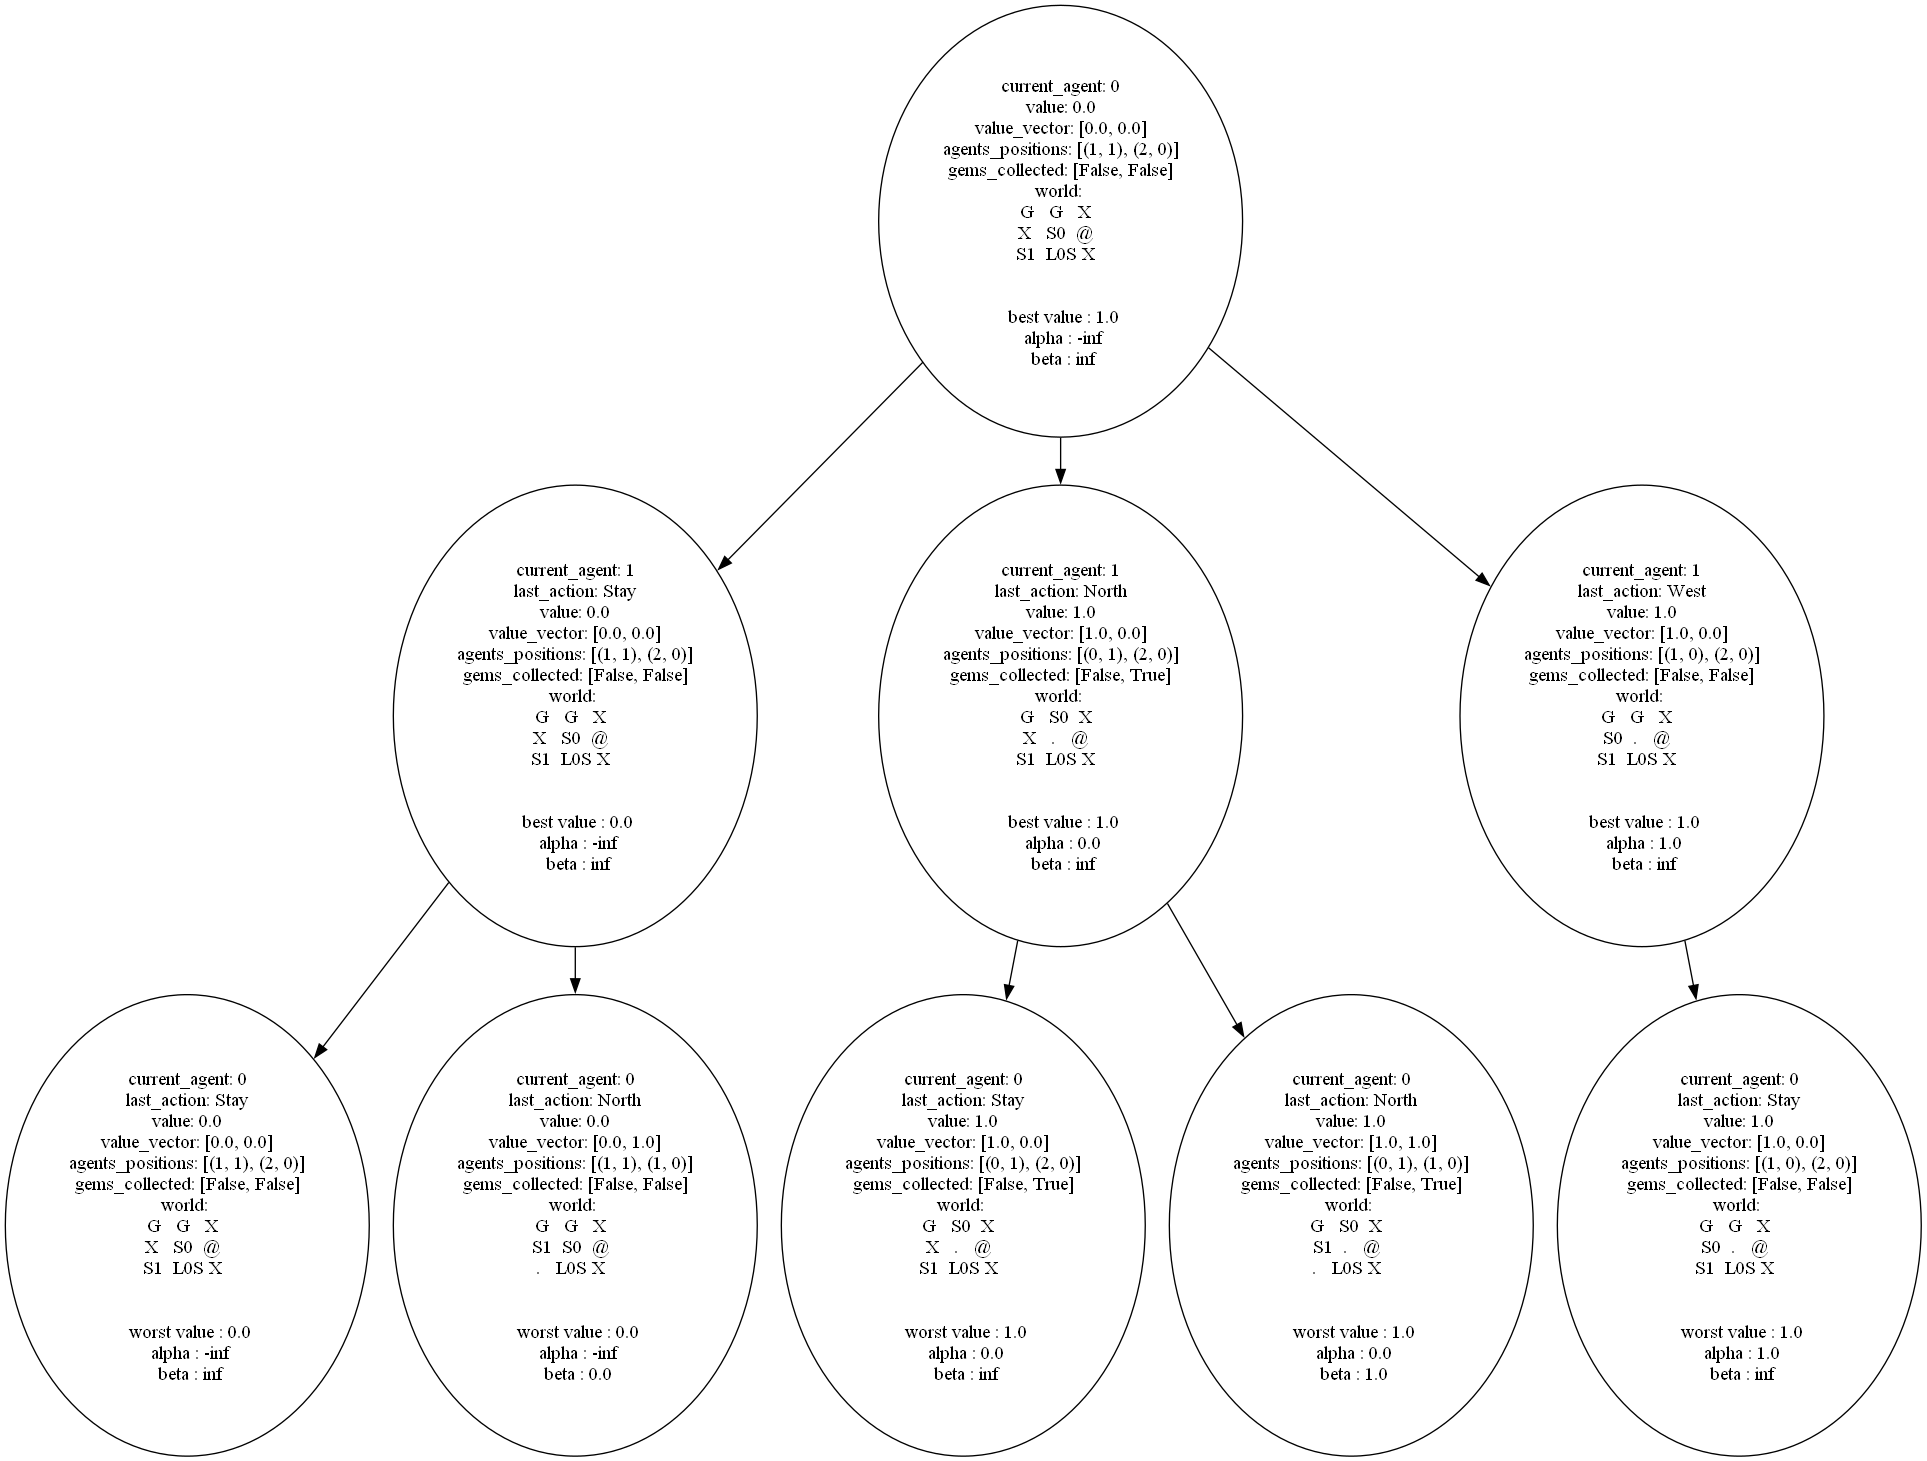 current_agent: 0
value: 0.0
value_vector: [0.0, 0.0]
agents_positions: [(1, 1), (2, 0)]
gems_collected: [False, False]
world:
G G X
X S0 @
S1 L0S X
best value : 1.0
alpha : -inf
beta : inf
current_agent: 1
last_action: Stay
value: 0.0
value_vector: [0.0, 0.0]
agents_positions: [(1, 1), (2, 0)]
gems_collected: [False, False]
world:
G G X
X S0 @
S1 L0S X
best value : 0.0
alpha : -inf
beta : inf
current_agent: 1
last_action: North
value: 1.0
value_vector: [1.0, 0.0]
agents_positions: [(0, 1), (2, 0)]
gems_collected: [False, True]
world:
G S0 X
X . @
S1 L0S X
best value : 1.0
alpha : 0.0
beta : inf
current_agent: 1
last_action: West
value: 1.0
value_vector: [1.0, 0.0]
agents_positions: [(1, 0), (2, 0)]
gems_collected: [False, False]
world:
G G X
S0 . @
S1 L0S X
best value : 1.0
alpha : 1.0
beta : inf
current_agent: 0
last_action: Stay
value: 0.0
value_vector: [0.0, 0.0]
agents_positions: [(1, 1), (2, 0)]
gems_collected: [False, False]
world:
G G X
X S0 @
S1 L0S X
worst value : 0.0
alpha : -inf
beta : inf
current_agent: 0
last_action: North
value: 0.0
value_vector: [0.0, 1.0]
agents_positions: [(1, 1), (1, 0)]
gems_collected: [False, False]
world:
G G X
S1 S0 @
. L0S X
worst value : 0.0
alpha : -inf
beta : 0.0
current_agent: 0
last_action: Stay
value: 1.0
value_vector: [1.0, 0.0]
agents_positions: [(0, 1), (2, 0)]
gems_collected: [False, True]
world:
G S0 X
X . @
S1 L0S X
worst value : 1.0
alpha : 0.0
beta : inf
current_agent: 0
last_action: North
value: 1.0
value_vector: [1.0, 1.0]
agents_positions: [(0, 1), (1, 0)]
gems_collected: [False, True]
world:
G S0 X
S1 . @
. L0S X
worst value : 1.0
alpha : 0.0
beta : 1.0
current_agent: 0
last_action: Stay
value: 1.0
value_vector: [1.0, 0.0]
agents_positions: [(1, 0), (2, 0)]
gems_collected: [False, False]
world:
G G X
S0 . @
S1 L0S X
worst value : 1.0
alpha : 1.0
beta : inf